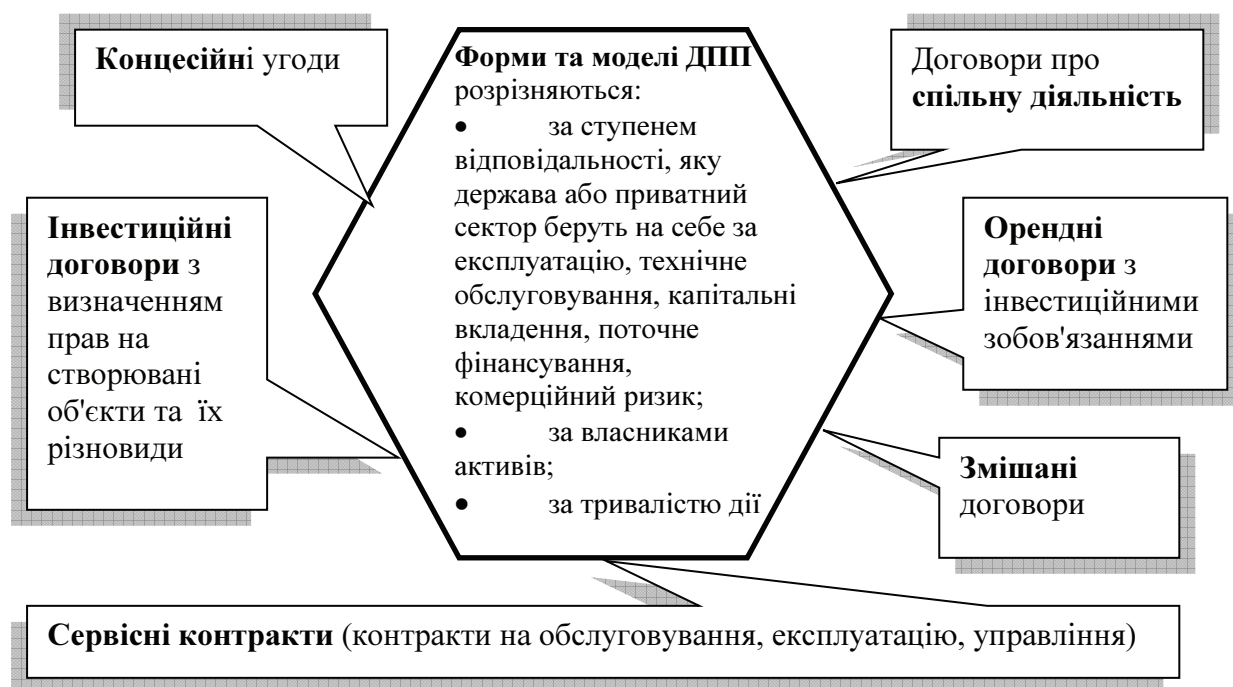 Концесійні угоди
Форми та моделі ДПП
розрізняються:
• за ступенем
відповідальності, яку
держава або приватний
сектор беруть на себе за
експлуатацію, технічне
обслуговування, капітальні
вкладення, поточне
фінансування,
комерційний ризик;
• за власниками
активів;
• за тривалістю дії
Договори про
спільну діяльність
Інвестиційні
договори з
визначенням
прав на
створювані
об'єкти та їх
різновиди
Орендні
договори з
інвестиційними
зобов'язаннями
Змішані
договори
Сервісні контракти (контракти на обслуговування, експлуатацію, управління)